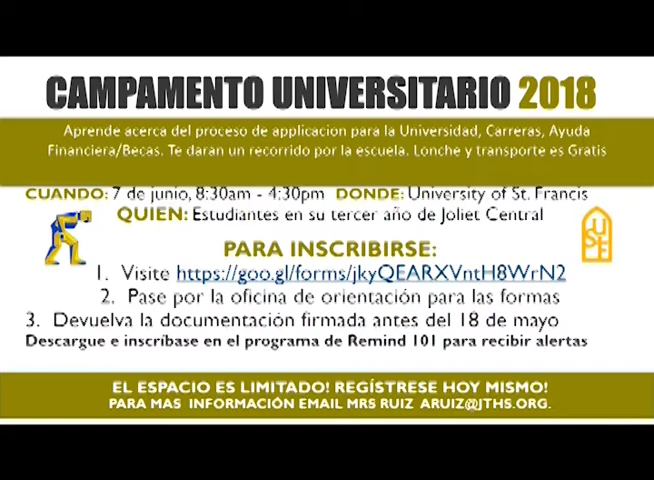 CAMPAMENTO UNIVERSITARIO 2018
Aprende acerca del proceso de applicacion para la Universidad, Carreras, Ayuda
Financiera/Becas. Te daran un recorrido por la escuela. Lonche y transporte es Gratis
CUANDO: 7 de junio, 8:30am - 4:30pm DONDE: University of St. Francis
QUIEN: Estudiantes en su tercer año de Joliet Central
USF
PARA INSCRIBIRSE:
1. Visite https://goo.gl/forms/jkyQEARXVntH8WrN2
2. Pase por la oficina de orientación para las formas
3. Devuelva la documentación firmada antes del 18 de mayo
Descargue e inscríbase en el programa de Remind 101 para recibir alertas
EL ESPACIO ES LIMITADO! REGÍSTRESE HOY MISMO!
PARA MAS INFORMACIÓN EMAIL MRS RUIZ ARUIZ@JTHS.ORG.